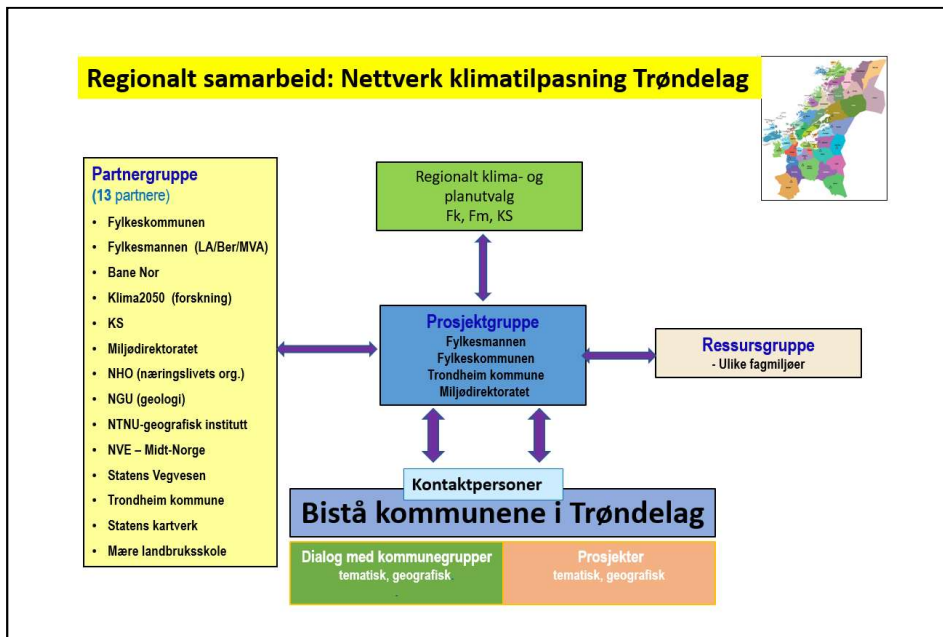 Regionalt samarbeid: Nettverk klimatilpasning Trøndelag
Partnergruppe
(13 partnere)
• Fylkeskommunen
• Fylkesmannen (LA/Ber/MVA)
• Bane Nor
• Klima2050 (forskning)
• KS
• Miljødirektoratet
• NHO (næringslivets org.)
• NGU (geologi)
• NTNU-geografisk institutt
• NVE – Midt-Norge
• Statens Vegvesen
• Trondheim kommune
• Statens kartverk
• Mære landbruksskole
Regionalt klima- og
planutvalg
Fk, Fm, KS
Prosjektgruppe
Fylkesmannen
Fylkeskommunen
Trondheim kommune
Miljødirektoratet
Ressursgruppe
- Ulike fagmiljøer
Kontaktpersoner
Bistå kommunene i Trøndelag
Dialog med kommunegrupper
tematisk, geografisk
Prosjekter
tematisk, geografisk